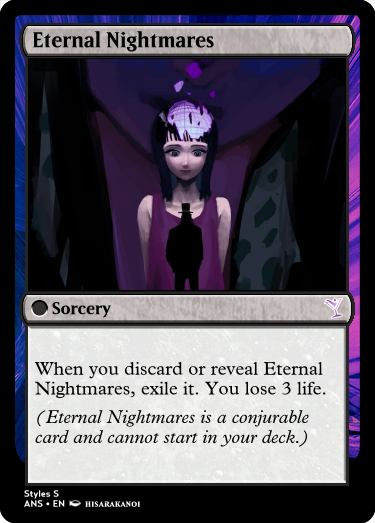 Eternal Nightmares
Sorcery
When you discard or reveal Eternal
Nightmares, exile it. You lose 3 life.
(Eternal Nightmares is a conjurable
card and cannot start in your deck.)
Styles S
ANS • EN HISARAKANOI